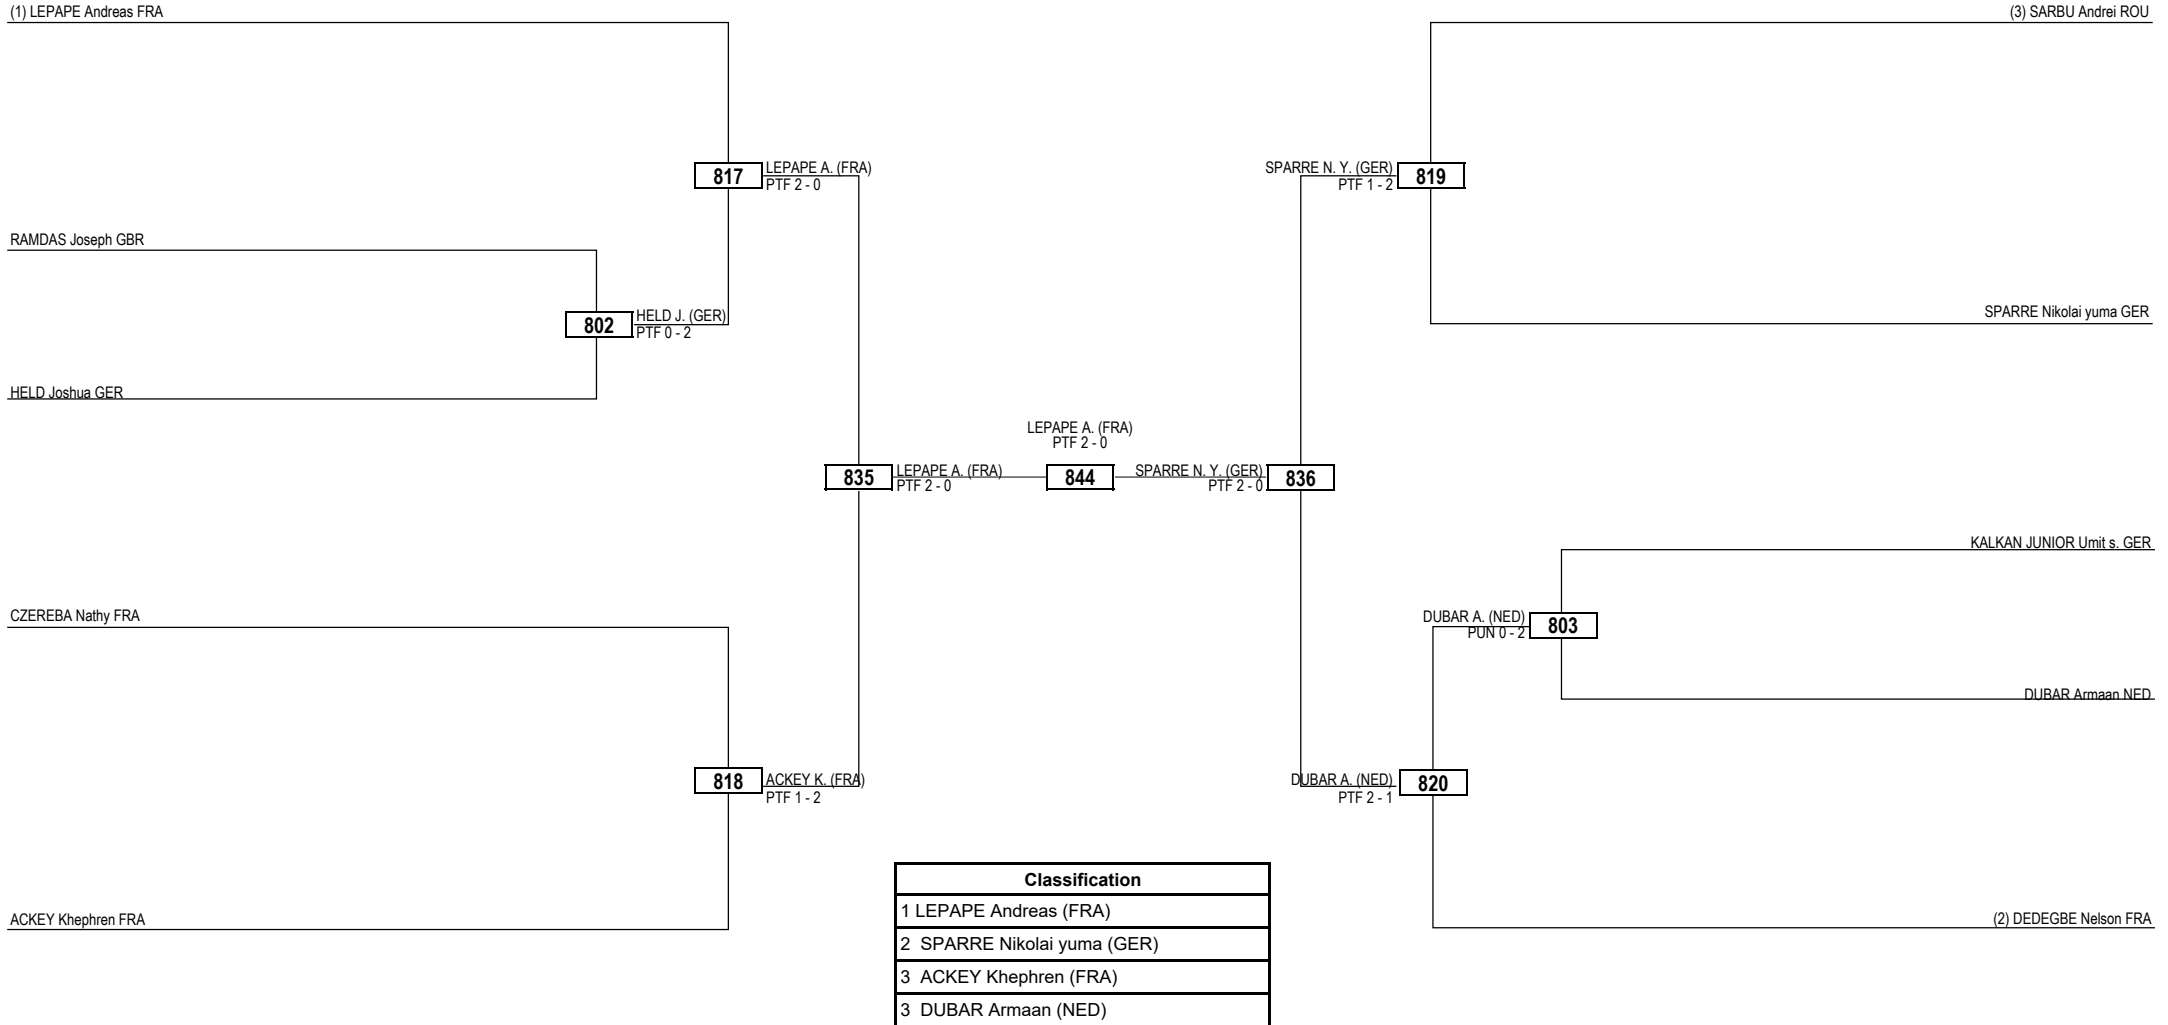 (1) LEPAPE Andreas FRA
(3) SARBU Andrei ROU
817
LEPAPE A. (FRA)
PTF 2 - 0
SPARRE N. Y. (GER)
PTF 1 - 2
819
RAMDAS Joseph GBR
802
HELD J. (GER)
PTF 0 - 2
SPARRE Nikolai yuma GER
HELD Joshua GER
LEPAPE A. (FRA)
PTF 2 - 0
835
LEPAPE A. (FRA)
PTF 2 - 0
844
SPARRE N. Y. (GER)
PTF 2 - 0
836
KALKAN JUNIOR Umit s. GER
CZEREBA Nathy FRA
DUBAR A. (NED)
PUN 0 - 2
803
DUBAR Armaan NED
818
ACKEY K. (FRA)
PTF 1 - 2
DUBAR A. (NED)
PTF 2 - 1
820
ACKEY Khephren FRA
(2) DEDEGBE Nelson FRA
Classification
1 LEPAPE Andreas (FRA)
2 SPARRE Nikolai yuma (GER)
3 ACKEY Khephren (FRA)
3 DUBAR Armaan (NED)